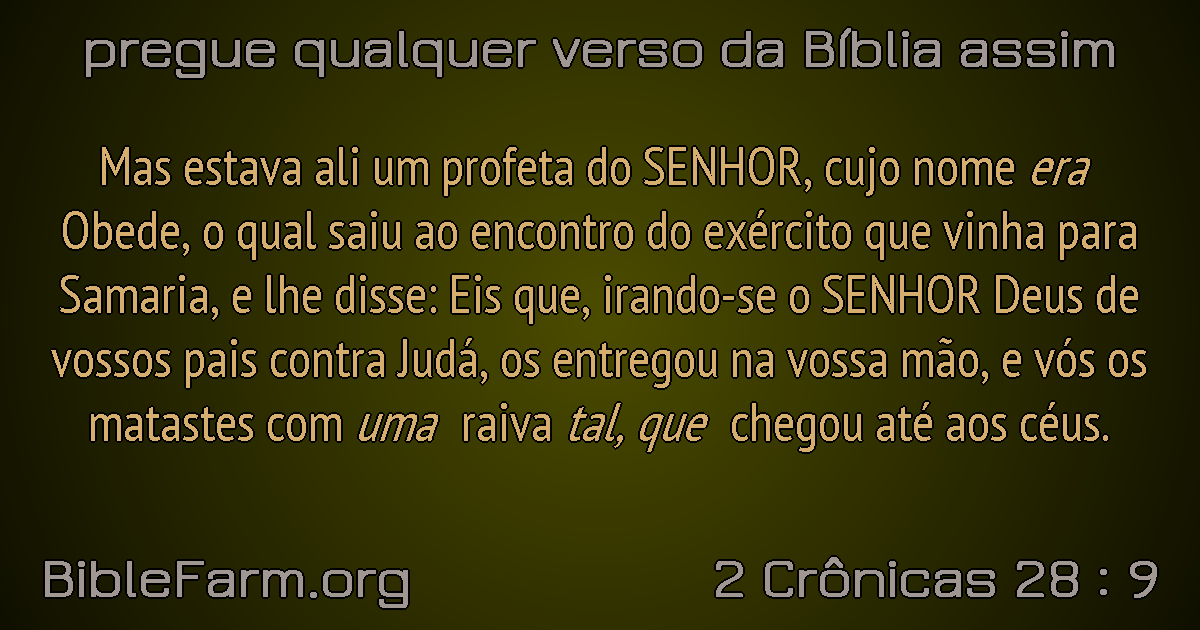 pregue qualquer verso da Bíblia assim
Mas estava ali um profeta do SENHOR, cujo nome era
Obede, o qual saiu ao encontro do exército que vinha para
Samaria, e lhe disse: Eis que, irando-se o SENHOR Deus de
vossos pais contra Judá, os entregou na vossa mão, e vós os
matastes com uma raiva tal, que chegou até aos céus.
BibleFarm.org
2 Crônicas 28 : 9